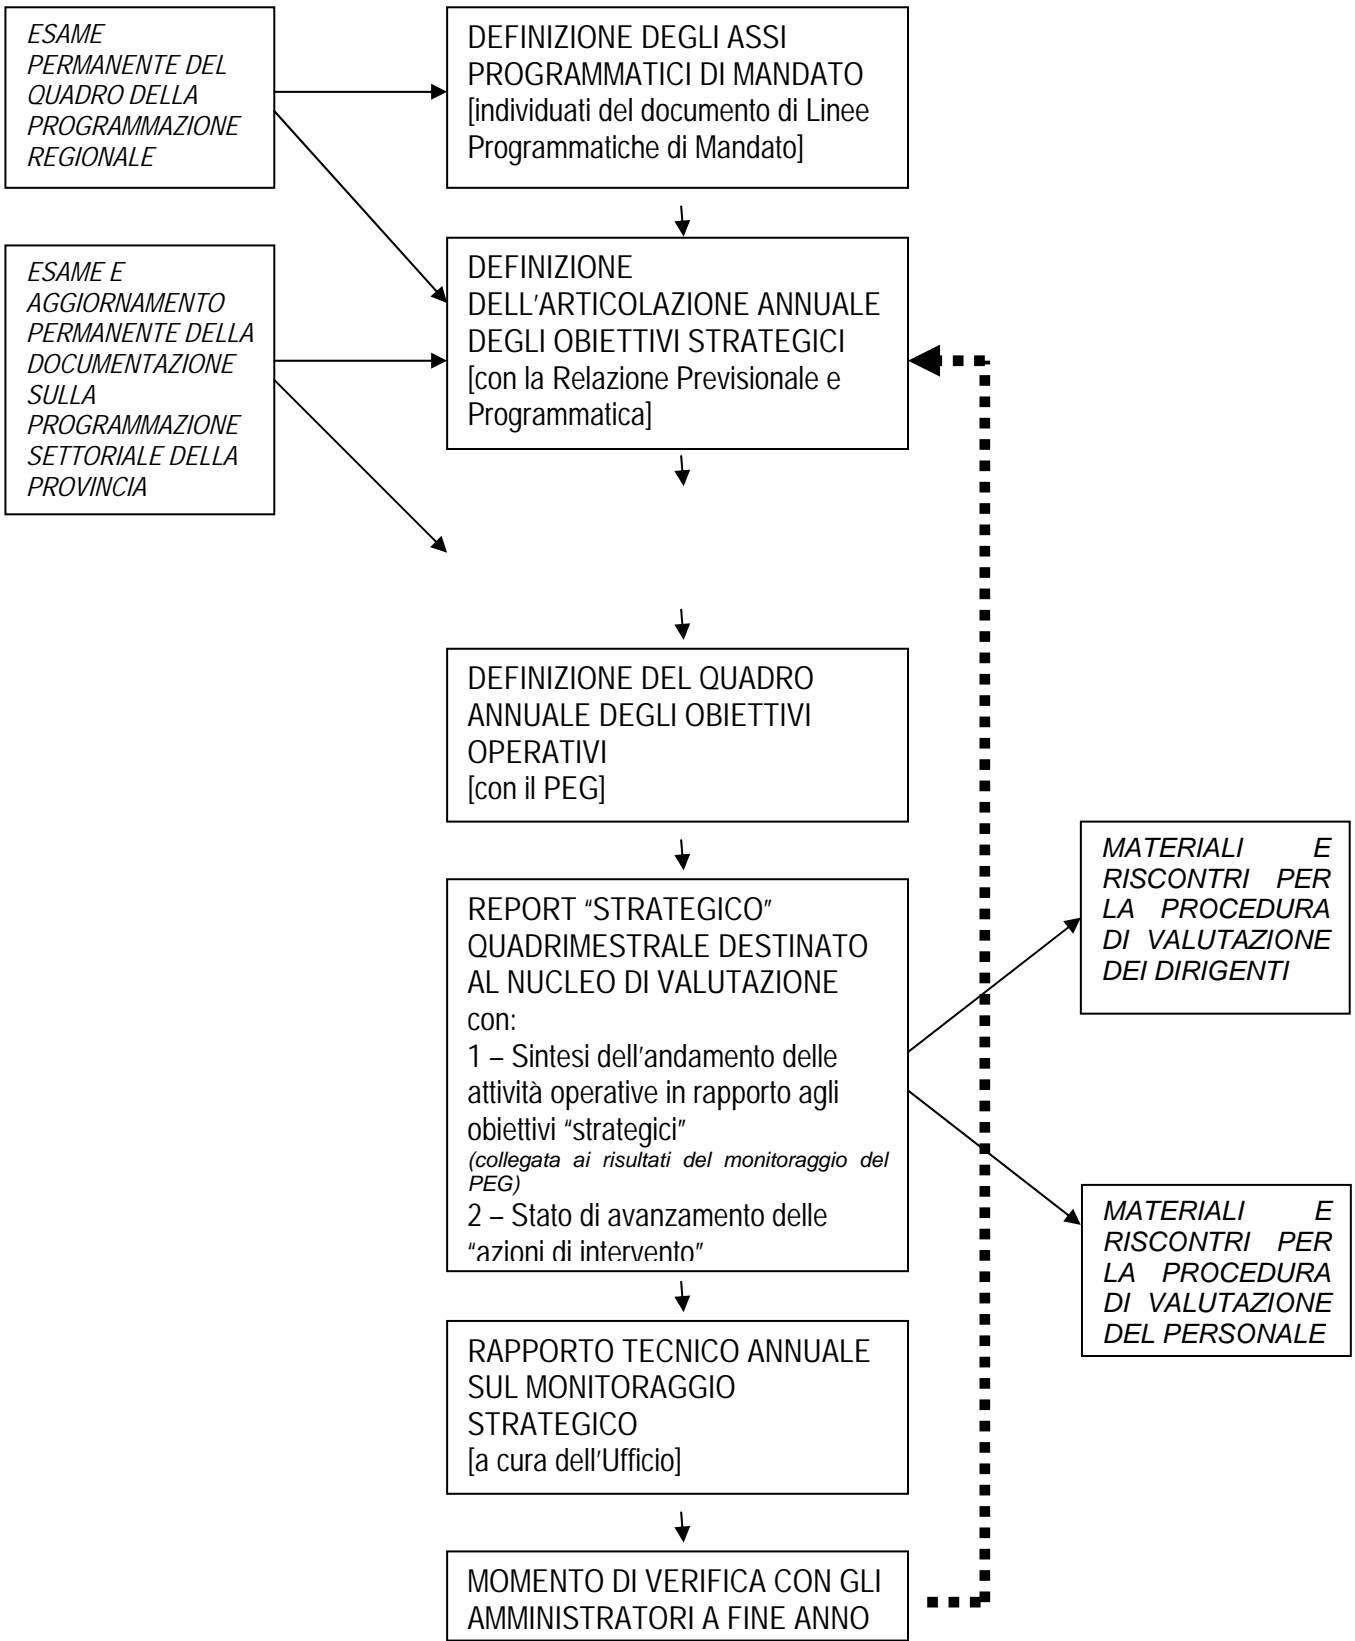 ESAME
PERMANENTE DEL
QUADRO DELLA
PROGRAMMAZIONE
REGIONALE
DEFINIZIONE DEGLI ASSI
PROGRAMMATICI DI MANDATO
[individuati del documento di Linee
Programmatiche di Mandato]
ESAME E
AGGIORNAMENTO
PERMANENTE DELLA
DOCUMENTAZIONE
SULLA
PROGRAMMAZIONE
SETTORIALE DELLA
PROVINCIA
DEFINIZIONE
DELL'ARTICOLAZIONE ANNUALE
DEGLI OBIETTIVI STRATEGICI
[con la Relazione Previsionale e
Programmatica]
DEFINIZIONE DEL QUADRO
ANNUALE DEGLI OBIETTIVI
OPERATIVI
[con il PEG]
REPORT “STRATEGICO”
QUADRIMESTRALE DESTINATO
AL NUCLEO DI VALUTAZIONE
con:
1 – Sintesi dell'andamento delle
attività operative in rapporto agli
obiettivi “strategici”
(collegata ai risultati del monitoraggio del
PEG)
2 – Stato di avanzamento delle
“azioni di intervento”
MATERIALI E
RISCONTRI PER
LA PROCEDURA
DI VALUTAZIONE
DEI DIRIGENTI
MATERIALI E
RISCONTRI PER
LA PROCEDURA
DI VALUTAZIONE
DEL PERSONALE
RAPPORTO TECNICO ANNUALE
SUL MONITORAGGIO
STRATEGICO
[a cura dell'Ufficio]
MOMENTO DI VERIFICA CON GLI
AMMINISTRATORI A FINE ANNO